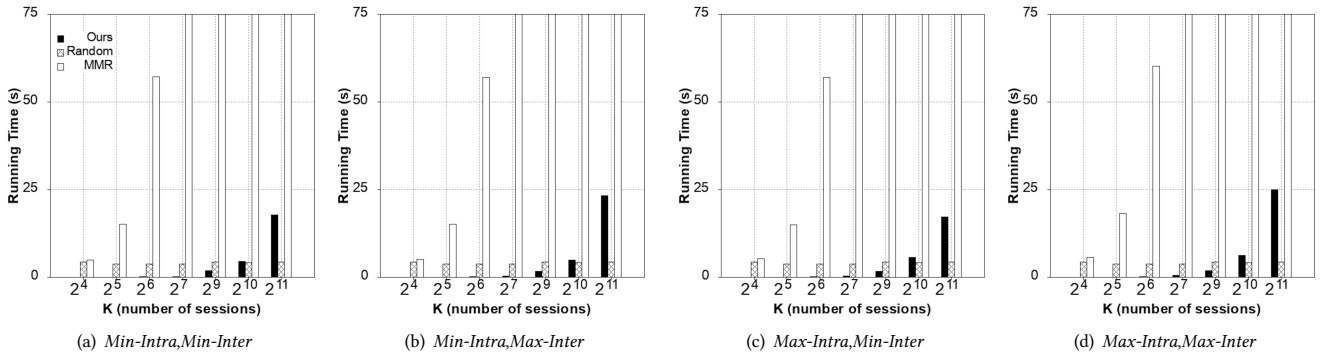 75
50
25
0
Running Time (s)
Ours
Random
MMR
2^4 2^5 2^6 2^7 2^9 2^10 2^11
K (number of sessions)
(a) Min-Intra,Min-Inter
75
50
25
0
Running Time (s)
2^4 2^5 2^6 2^7 2^9 2^10 2^11
K (number of sessions)
(b) Min-Intra,Max-Inter
75
50
25
0
Running Time (s)
2^4 2^5 2^6 2^7 2^9 2^10 2^11
K (number of sessions)
(c) Max-Intra,Min-Inter
75
50
25
0
Running Time (s)
2^4 2^5 2^6 2^7 2^9 2^10 2^11
K (number of sessions)
(d) Max-Intra,Max-Inter